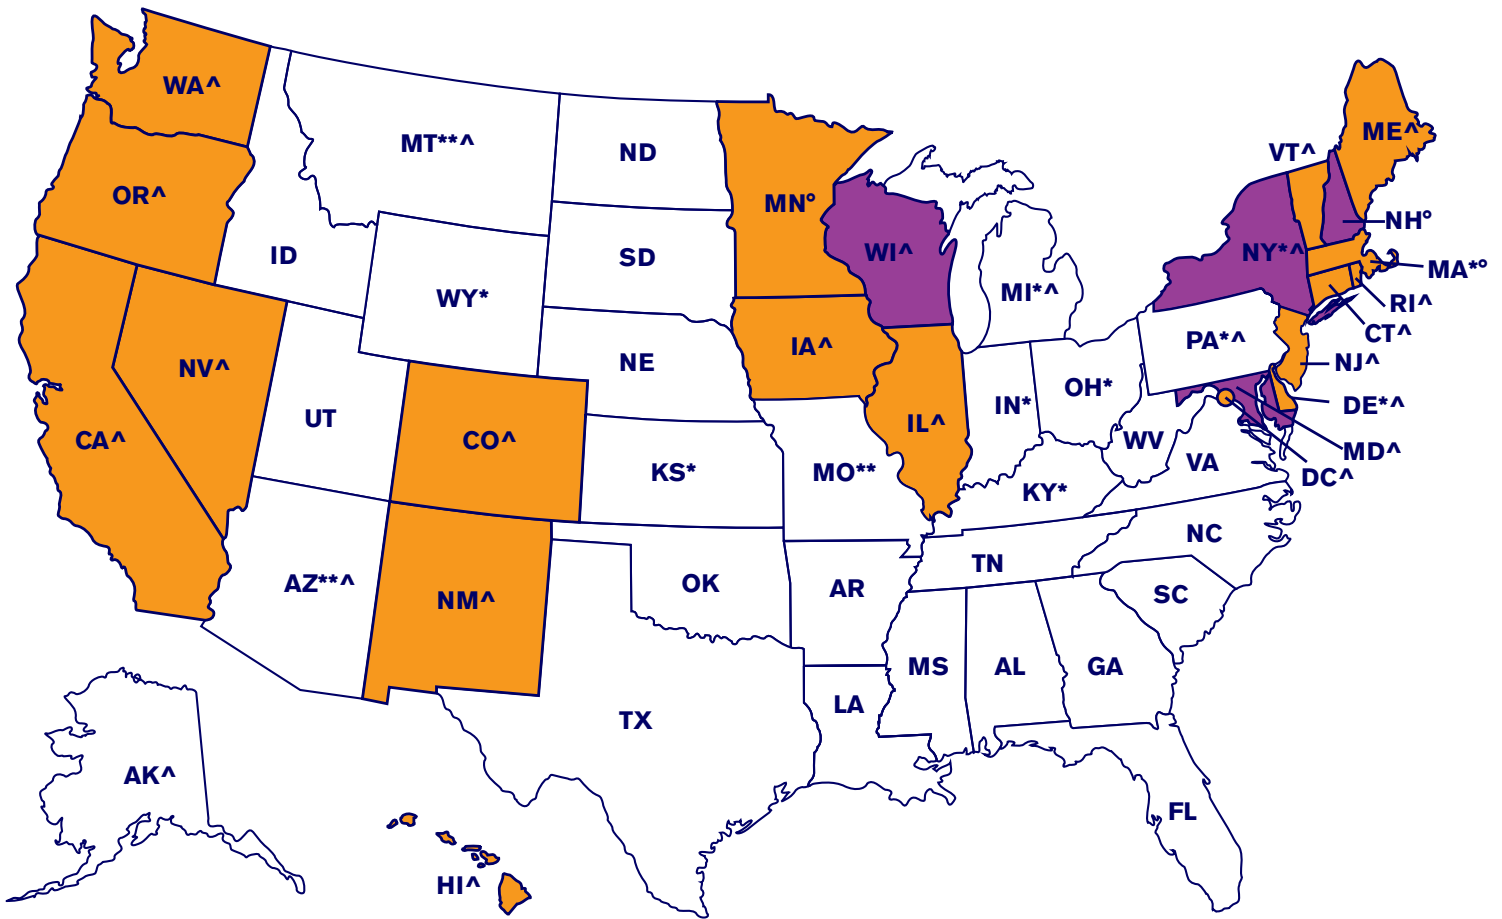 WA^
MT**^
ND
MN°
VT^
ME^
OR^
ID
SD
WI^
NY*^
NH°
MA*°
WY*
MI*^
RI^
CT^
NV^
NE
IA^
PA*^
NJ^
CA^
UT
CO^
KS*
MO**
IL^
IN*
OH*
WV
VA
DE*^
MD^
DC^
KY*
AZ**^
NM^
OK
AR
TN
NC
SC
TX
LA
MS
AL
GA
AK^
HI^
FL